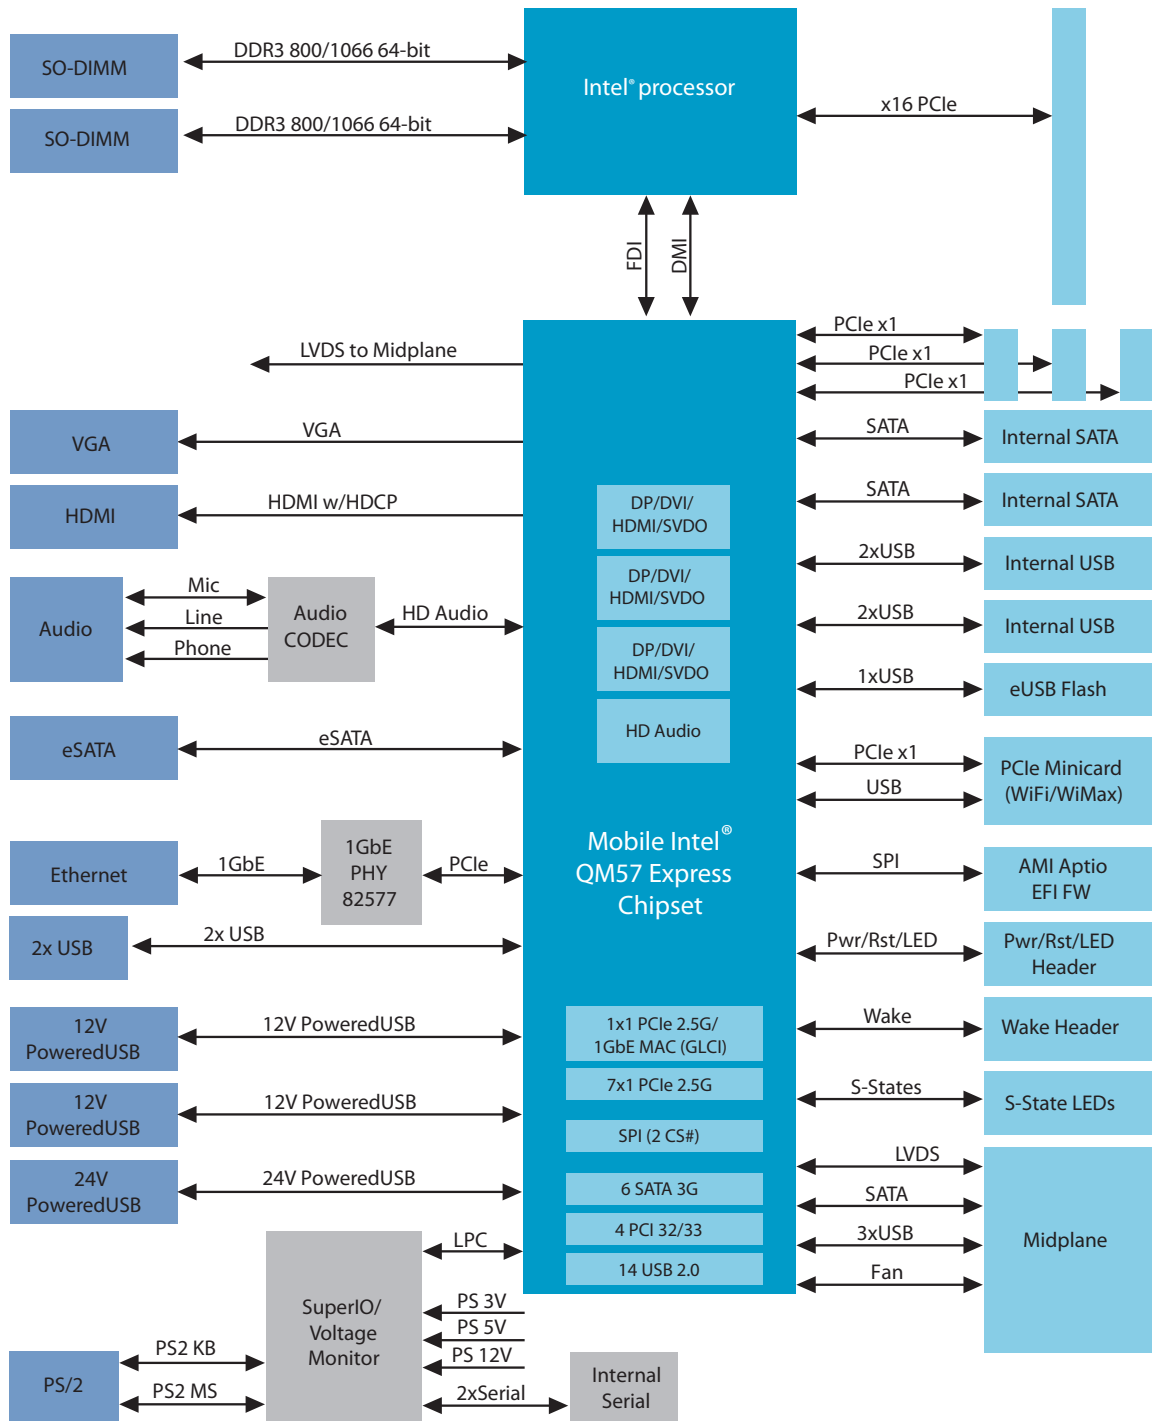 SO-DIMM
DDR3 800/1066 64-bit
SO-DIMM
DDR3 800/1066 64-bit
Intel® processor
x16 PCIe
FDI
DMI
LVDS to Midplane
PCIe x1
PCIe x1
PCIe x1
VGA
VGA
SATA
Internal SATA
HDMI
HDMI w/HDCP
SATA
Internal SATA
DP/DVI/
HDMI/SVDO
DP/DVI/
HDMI/SVDO
DP/DVI/
HDMI/SVDO
HD Audio
2xUSB
Internal USB
2xUSB
Internal USB
1xUSB
eUSB Flash
Audio
Mic
Line
Phone
Audio
CODEC
HD Audio
eSATA
eSATA
PCIe x1
USB
PCIe Minicard
(WiFi/WiMax)
Mobile Intel®
QM57 Express
Chipset
Ethernet
1GbE
1GbE
PHY
82577
PCIe
SPI
AMI Aptio
EFI FW
2x USB
2x USB
Pwr/Rst/LED
Pwr/Rst/LED
Header
12V
PoweredUSB
12V PoweredUSB
1x1 PCIe 2.5G/
1GbE MAC (GLCI)
7x1 PCIe 2.5G
SPI (2 CS#)
6 SATA 3G
4 PCI 32/33
14 USB 2.0
Wake
Wake Header
12V
PoweredUSB
12V PoweredUSB
S-States
S-State LEDs
24V
PoweredUSB
24V PoweredUSB
LVDS
SATA
3xUSB
Fan
Midplane
LPC
SuperIO/
Voltage
Monitor
PS 3V
PS 5V
PS 12V
2xSerial
Internal
Serial
PS/2
PS2 KB
PS2 MS